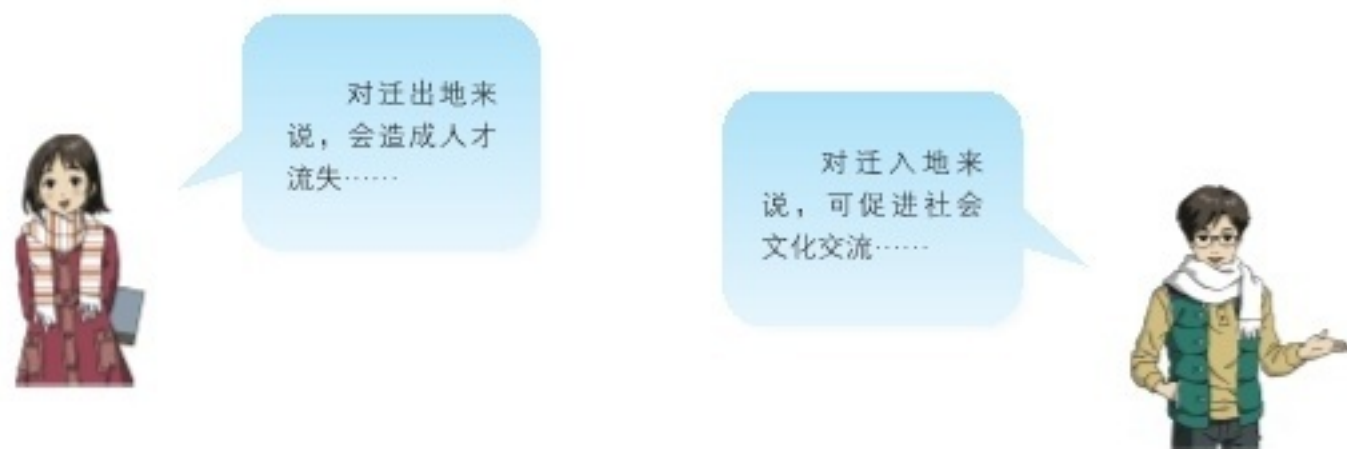 对迁出地来
说，会造成人才
流失……
对迁入地来
说，可促进社会
文化交流……